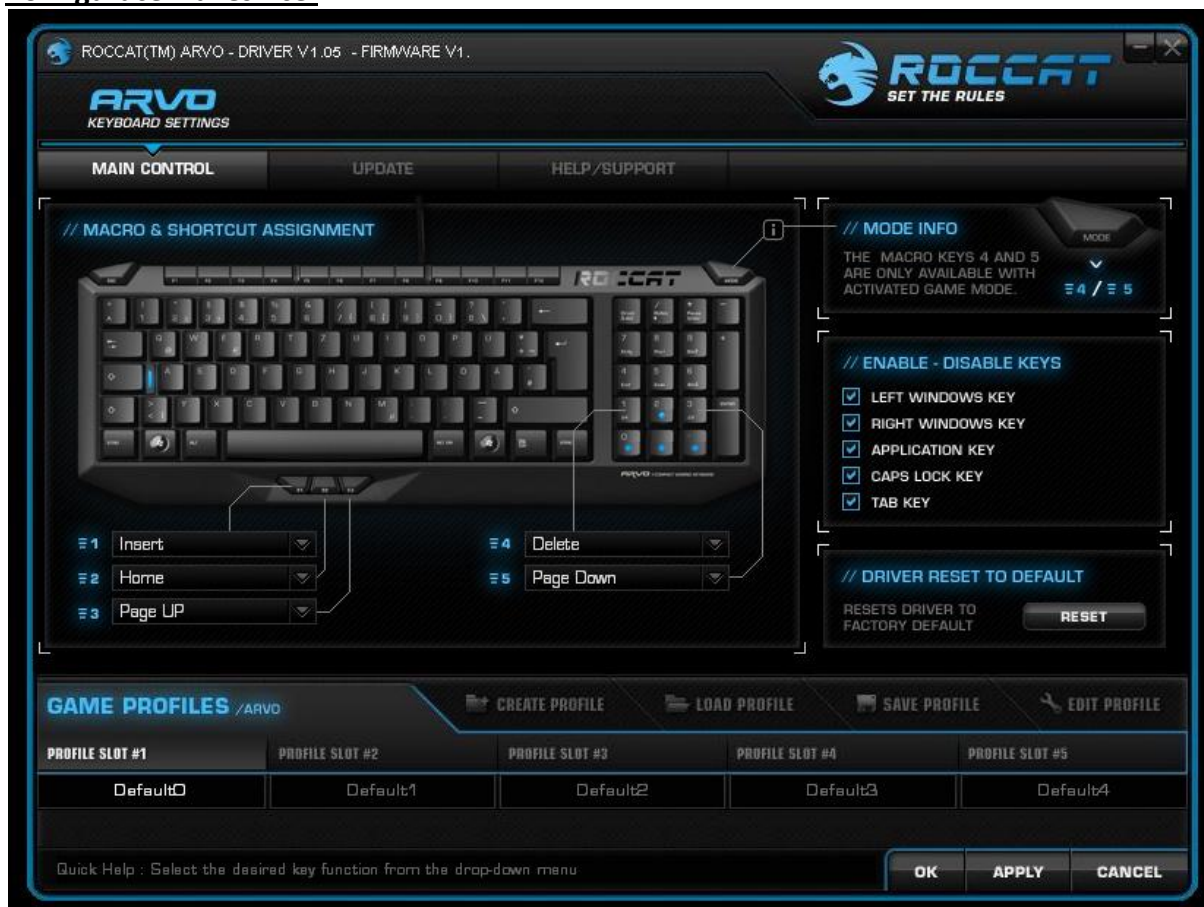 ROCCAT(TM) ARVO - DRIVER V1.05 - FIRMWARE V1.
ROCCAT
SET THE RULES
ARVO
KEYBOARD SETTINGS
MAIN CONTROL
UPDATE
HELP/SUPPORT
// MACRO & SHORTCUT ASSIGNMENT
i
// MODE INFO
THE MACRO KEYS 4 AND 5
ARE ONLY AVAILABLE WITH
ACTIVATED GAME MODE.
MODE
4 / 5
ROCCAT
// ENABLE - DISABLE KEYS
LEFT WINDOWS KEY
RIGHT WINDOWS KEY
APPLICATION KEY
CAPS LOCK KEY
TAB KEY
1 Insert
2 Home
3 Page UP
4 Delete
5 Page Down
// DRIVER RESET TO DEFAULT
RESETS DRIVER TO
FACTORY DEFAULT
RESET
GAME PROFILES /ARVO
CREATE PROFILE
LOAD PROFILE
SAVE PROFILE
EDIT PROFILE
PROFILE SLOT #1
PROFILE SLOT #2
PROFILE SLOT #3
PROFILE SLOT #4
PROFILE SLOT #5
Default0
Default1
Default2
Default3
Default4
Quick Help : Select the desired key function from the drop-down menu
OK
APPLY
CANCEL